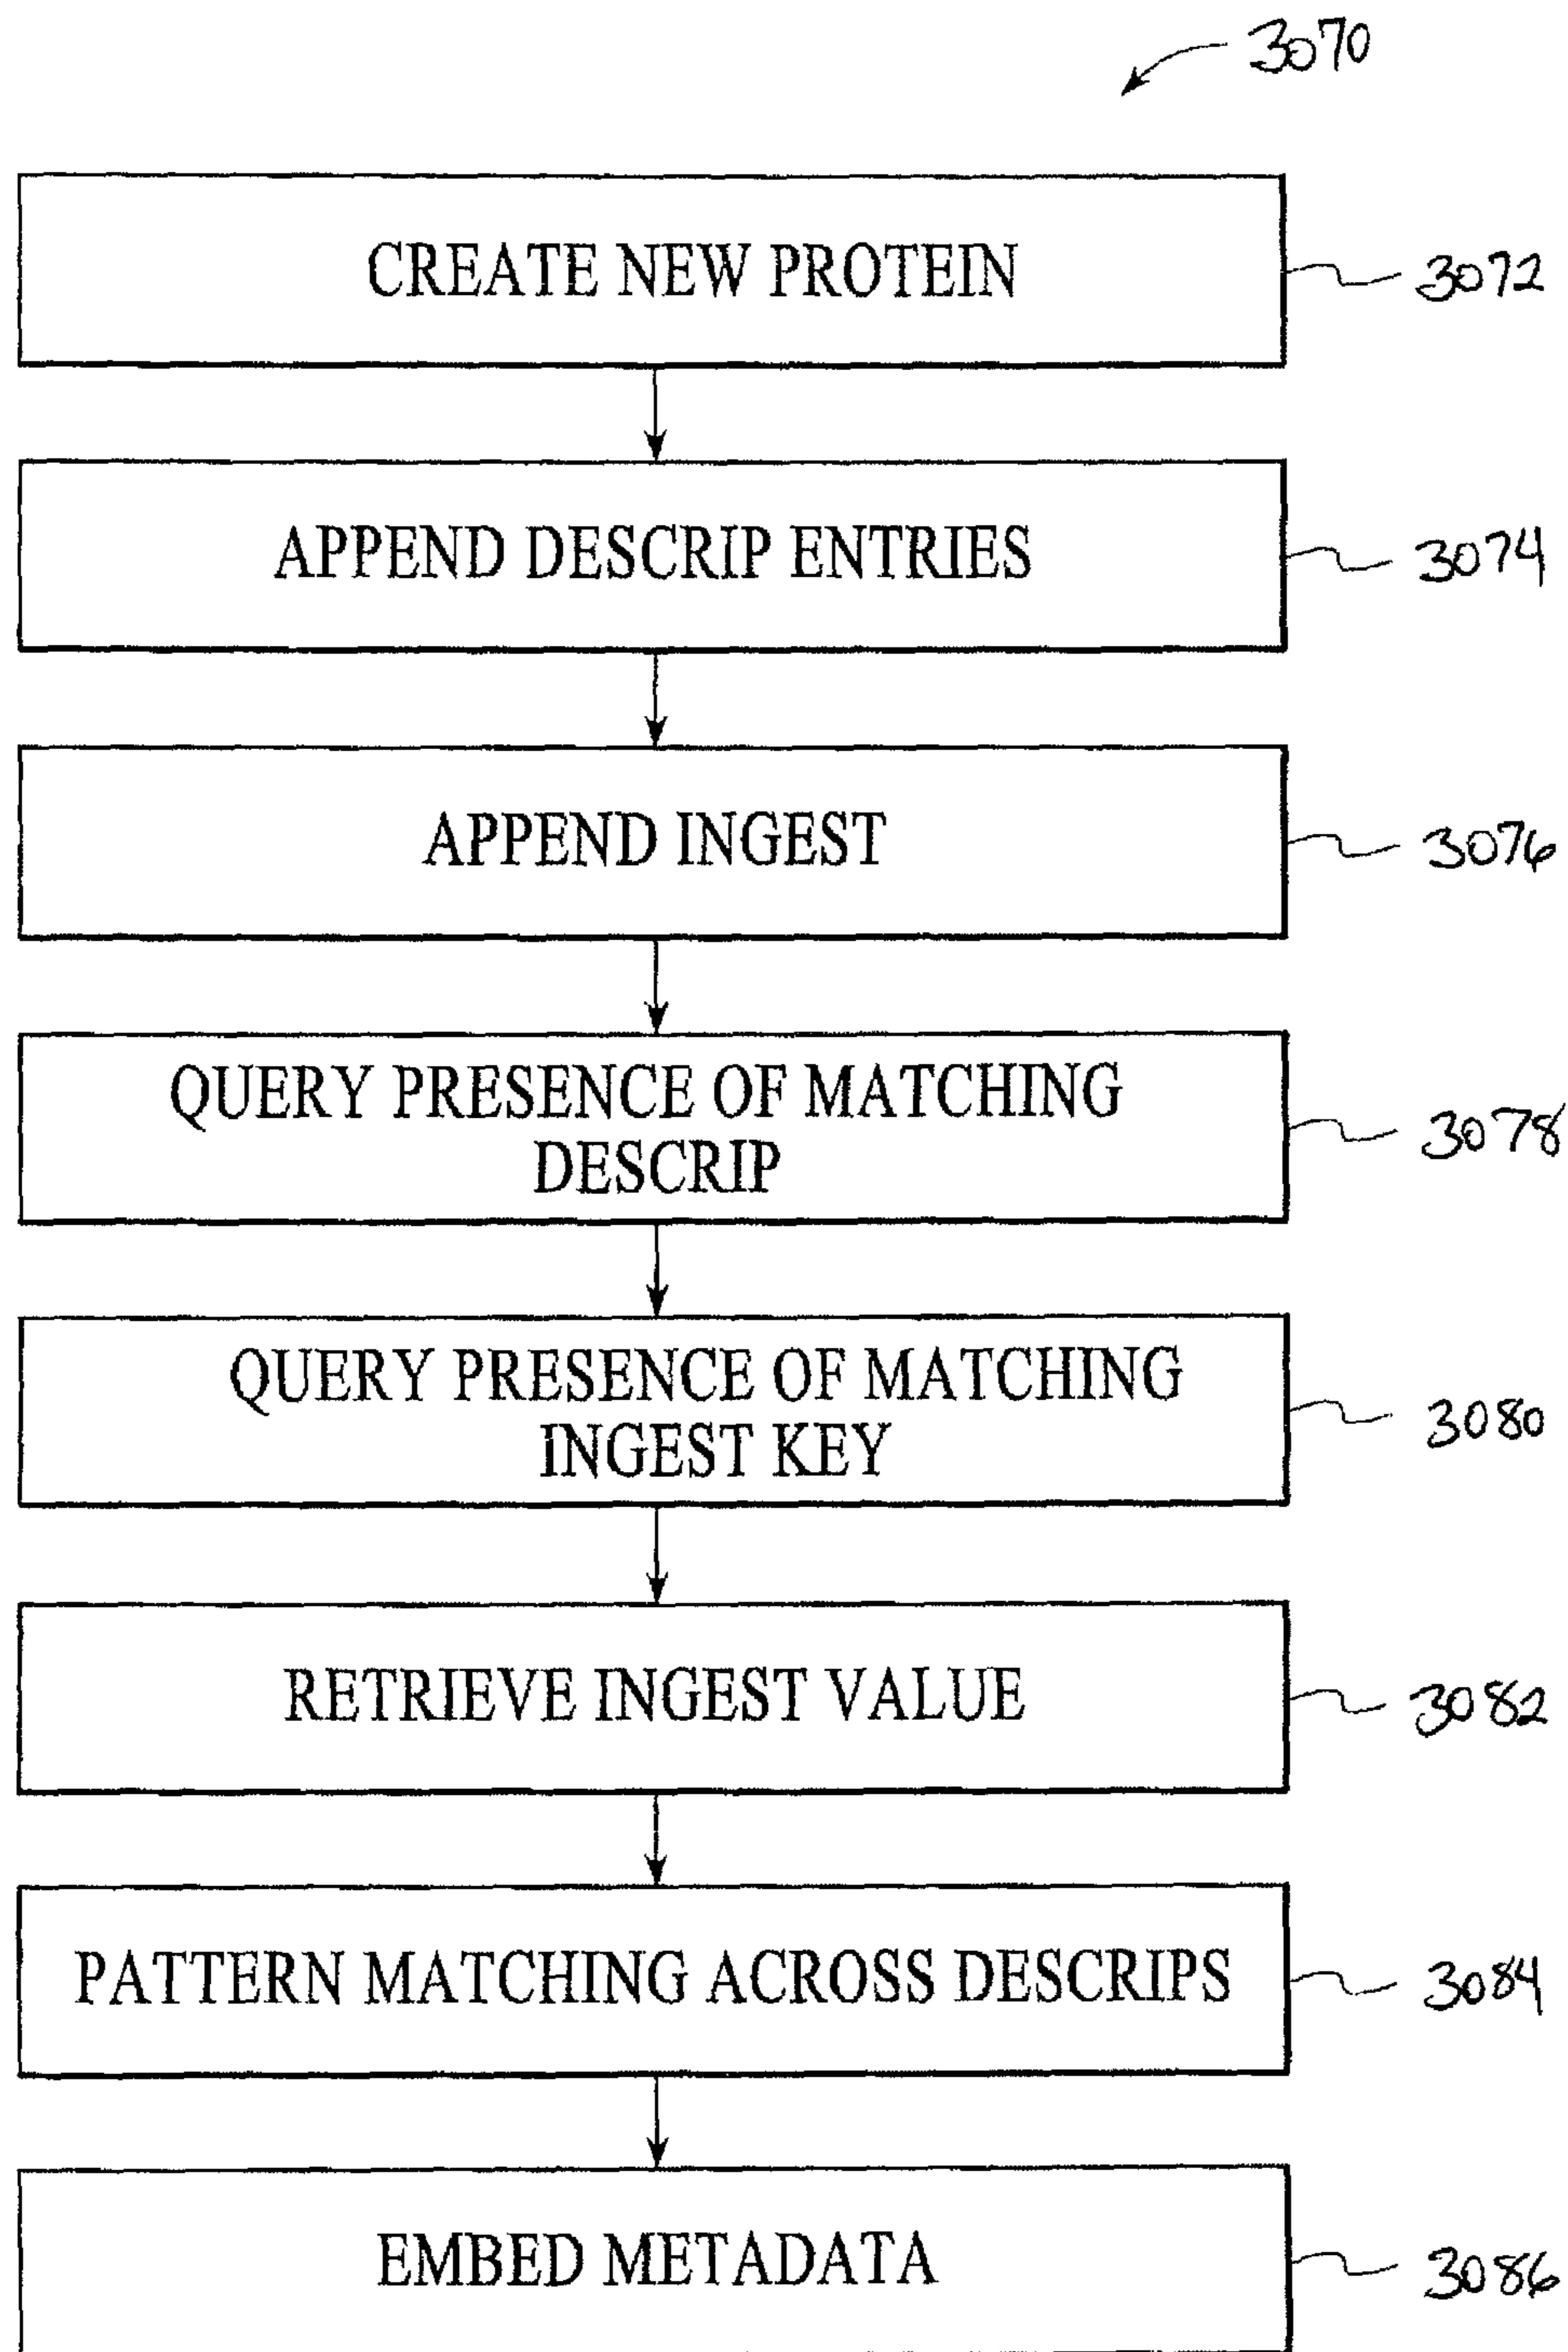 3070
CREATE NEW PROTEIN
3072
APPEND DESCRIP ENTRIES
3074
APPEND INGEST
3076
QUERY PRESENCE OF MATCHING
DESCRIP
3078
QUERY PRESENCE OF MATCHING
INGEST KEY
3080
RETRIEVE INGEST VALUE
3082
PATTERN MATCHING ACROSS DESCRIPS
3084
EMBED METADATA
3086